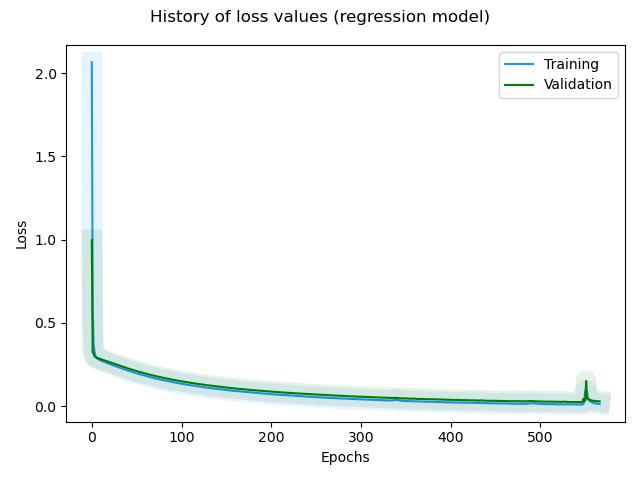 History of loss values (regression model)
Training
Validation
2.0
1.5
1.0
0.5
0.0
Loss
0 100 200 300 400 500
Epochs